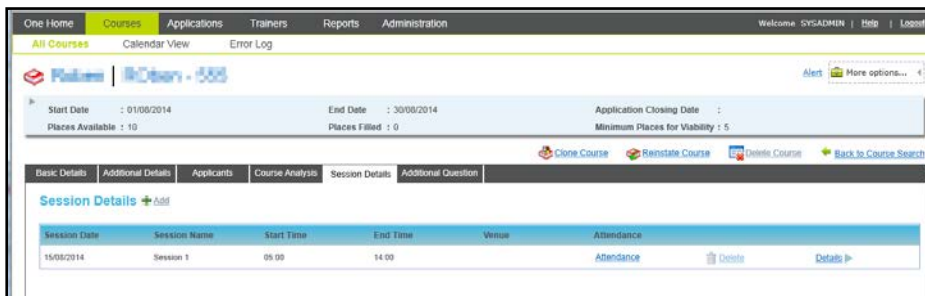 One Home Courses Applications Trainers Reports Administration Welcome SYSADMIN | Help | Logout
All Courses Calendar View Error Log
Alert More options...
Start Date : 01/08/2014 End Date : 30/08/2014 Application Closing Date :
Places Available : 10 Places Filled : 0 Minimum Places for Viability : 5
Clone Course Reinstate Course Delete Course Back to Course Search
Basic Details Additional Details Applicants Course Analysis Session Details Additional Question
Session Details Add
Session Date Session Name Start Time End Time Venue Attendance
15/08/2014 Session 1 05:00 14:00 Attendance Delete Details